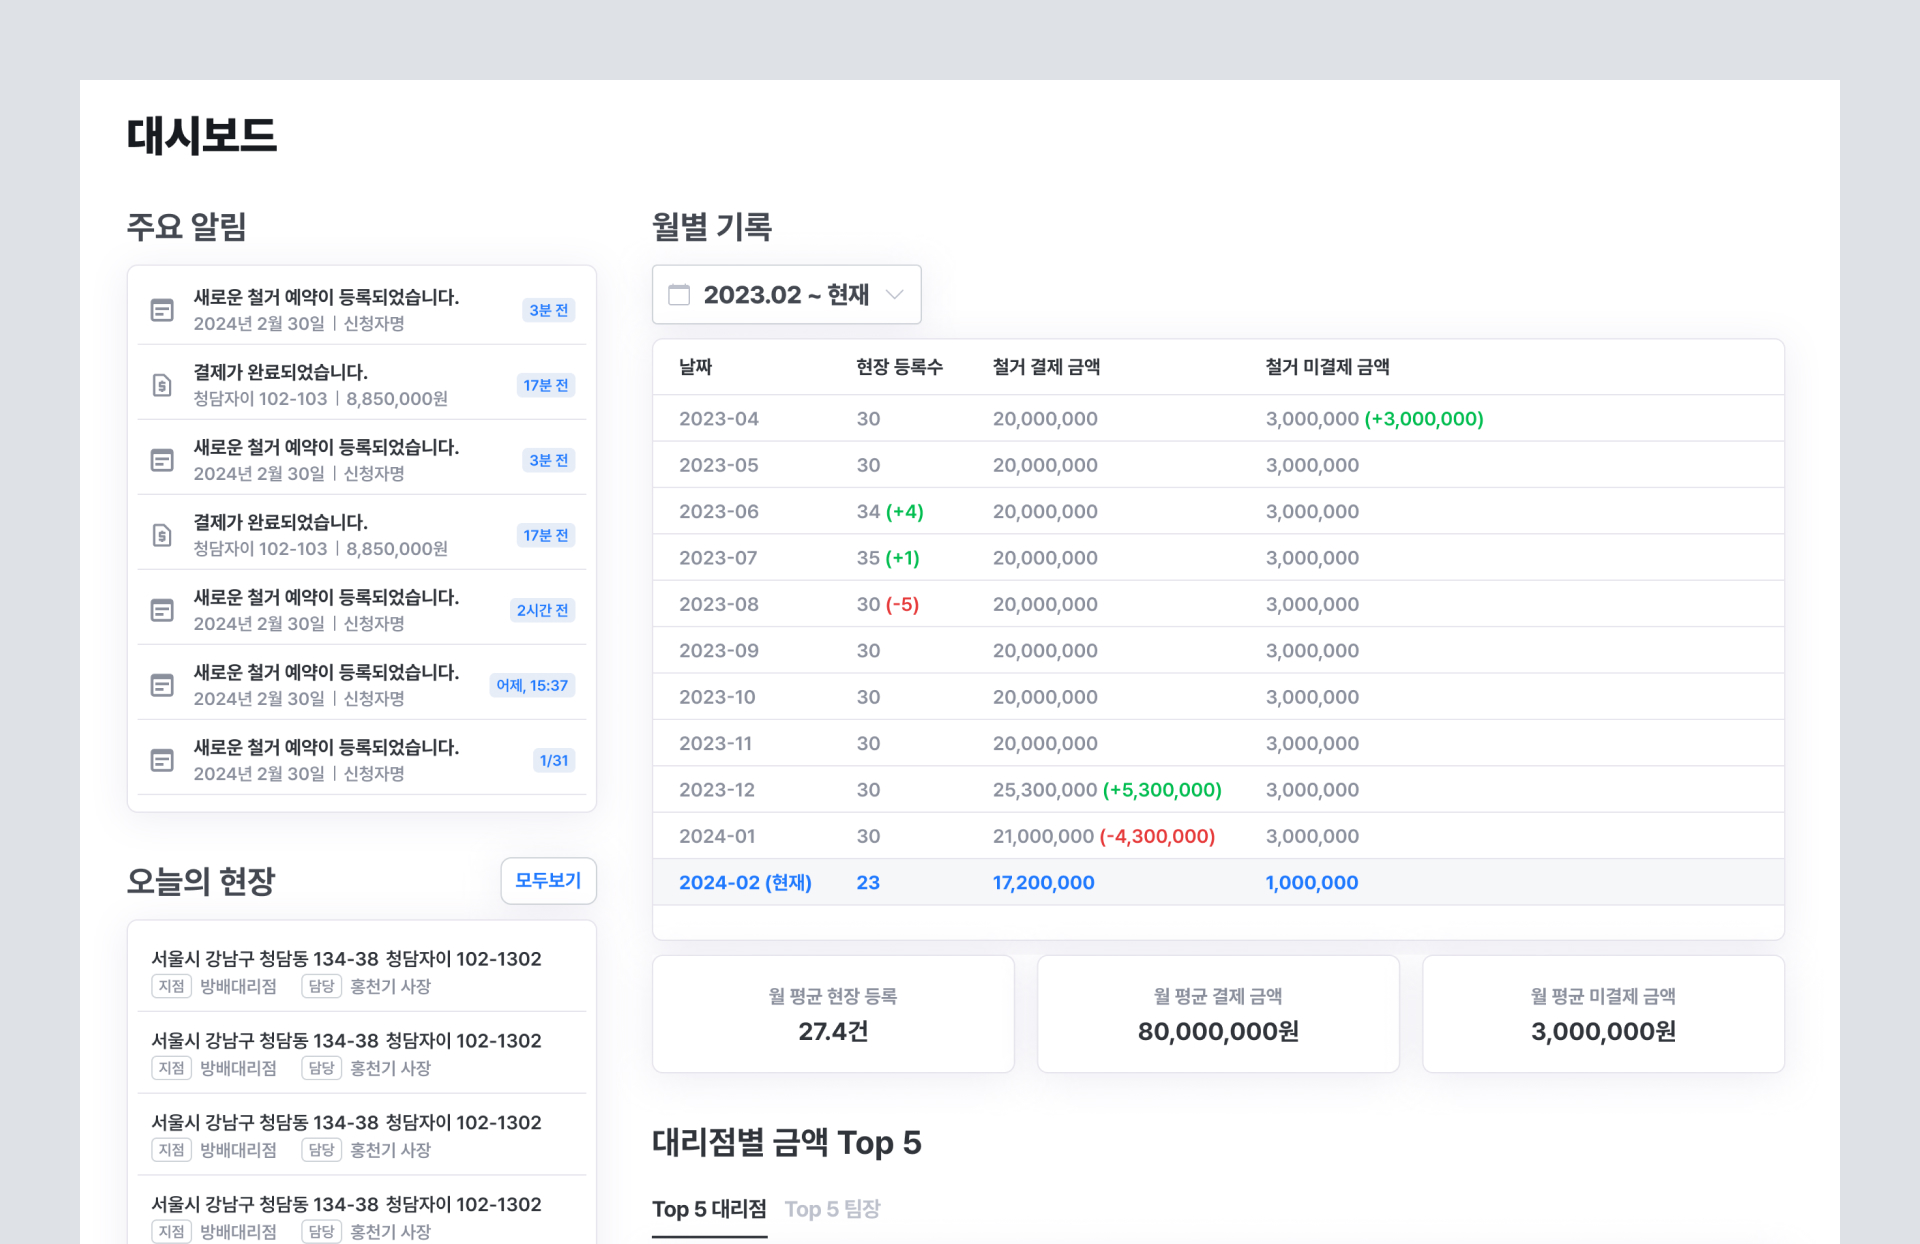 대시보드
주요 알림
새로운 철거 예약이 등록되었습니다.
2024년 2월 30일 | 신청자명
3분 전
결제가 완료되었습니다.
청담자이 102-103 | 8,850,000원
17분 전
새로운 철거 예약이 등록되었습니다.
2024년 2월 30일 | 신청자명
3분 전
결제가 완료되었습니다.
청담자이 102-103 | 8,850,000원
17분 전
새로운 철거 예약이 등록되었습니다.
2024년 2월 30일 | 신청자명
2시간 전
새로운 철거 예약이 등록되었습니다.
2024년 2월 30일 | 신청자명
어제, 15:37
새로운 철거 예약이 등록되었습니다.
2024년 2월 30일 | 신청자명
1/31
오늘의 현장
모두보기
서울시 강남구 청담동 134-38 청담자이 102-1302
지점 방배대리점 담당 홍천기 사장
서울시 강남구 청담동 134-38 청담자이 102-1302
지점 방배대리점 담당 홍천기 사장
서울시 강남구 청담동 134-38 청담자이 102-1302
지점 방배대리점 담당 홍천기 사장
서울시 강남구 청담동 134-38 청담자이 102-1302
지점 방배대리점 담당 홍천기 사장
월별 기록
2023.02 ~ 현재
날짜 현장 등록수 철거 결제 금액 철거 미결제 금액
2023-04 30 20,000,000 3,000,000 (+3,000,000)
2023-05 30 20,000,000 3,000,000
2023-06 34 (+4) 20,000,000 3,000,000
2023-07 35 (+1) 20,000,000 3,000,000
2023-08 30 (-5) 20,000,000 3,000,000
2023-09 30 20,000,000 3,000,000
2023-10 30 20,000,000 3,000,000
2023-11 30 20,000,000 3,000,000
2023-12 30 25,300,000 (+5,300,000) 3,000,000
2024-01 30 21,000,000 (-4,300,000) 3,000,000
2024-02 (현재) 23 17,200,000 1,000,000
월 평균 현장 등록
27.4건
월 평균 결제 금액
80,000,000원
월 평균 미결제 금액
3,000,000원
대리점별 금액 Top 5
Top 5 대리점 Top 5 팀장